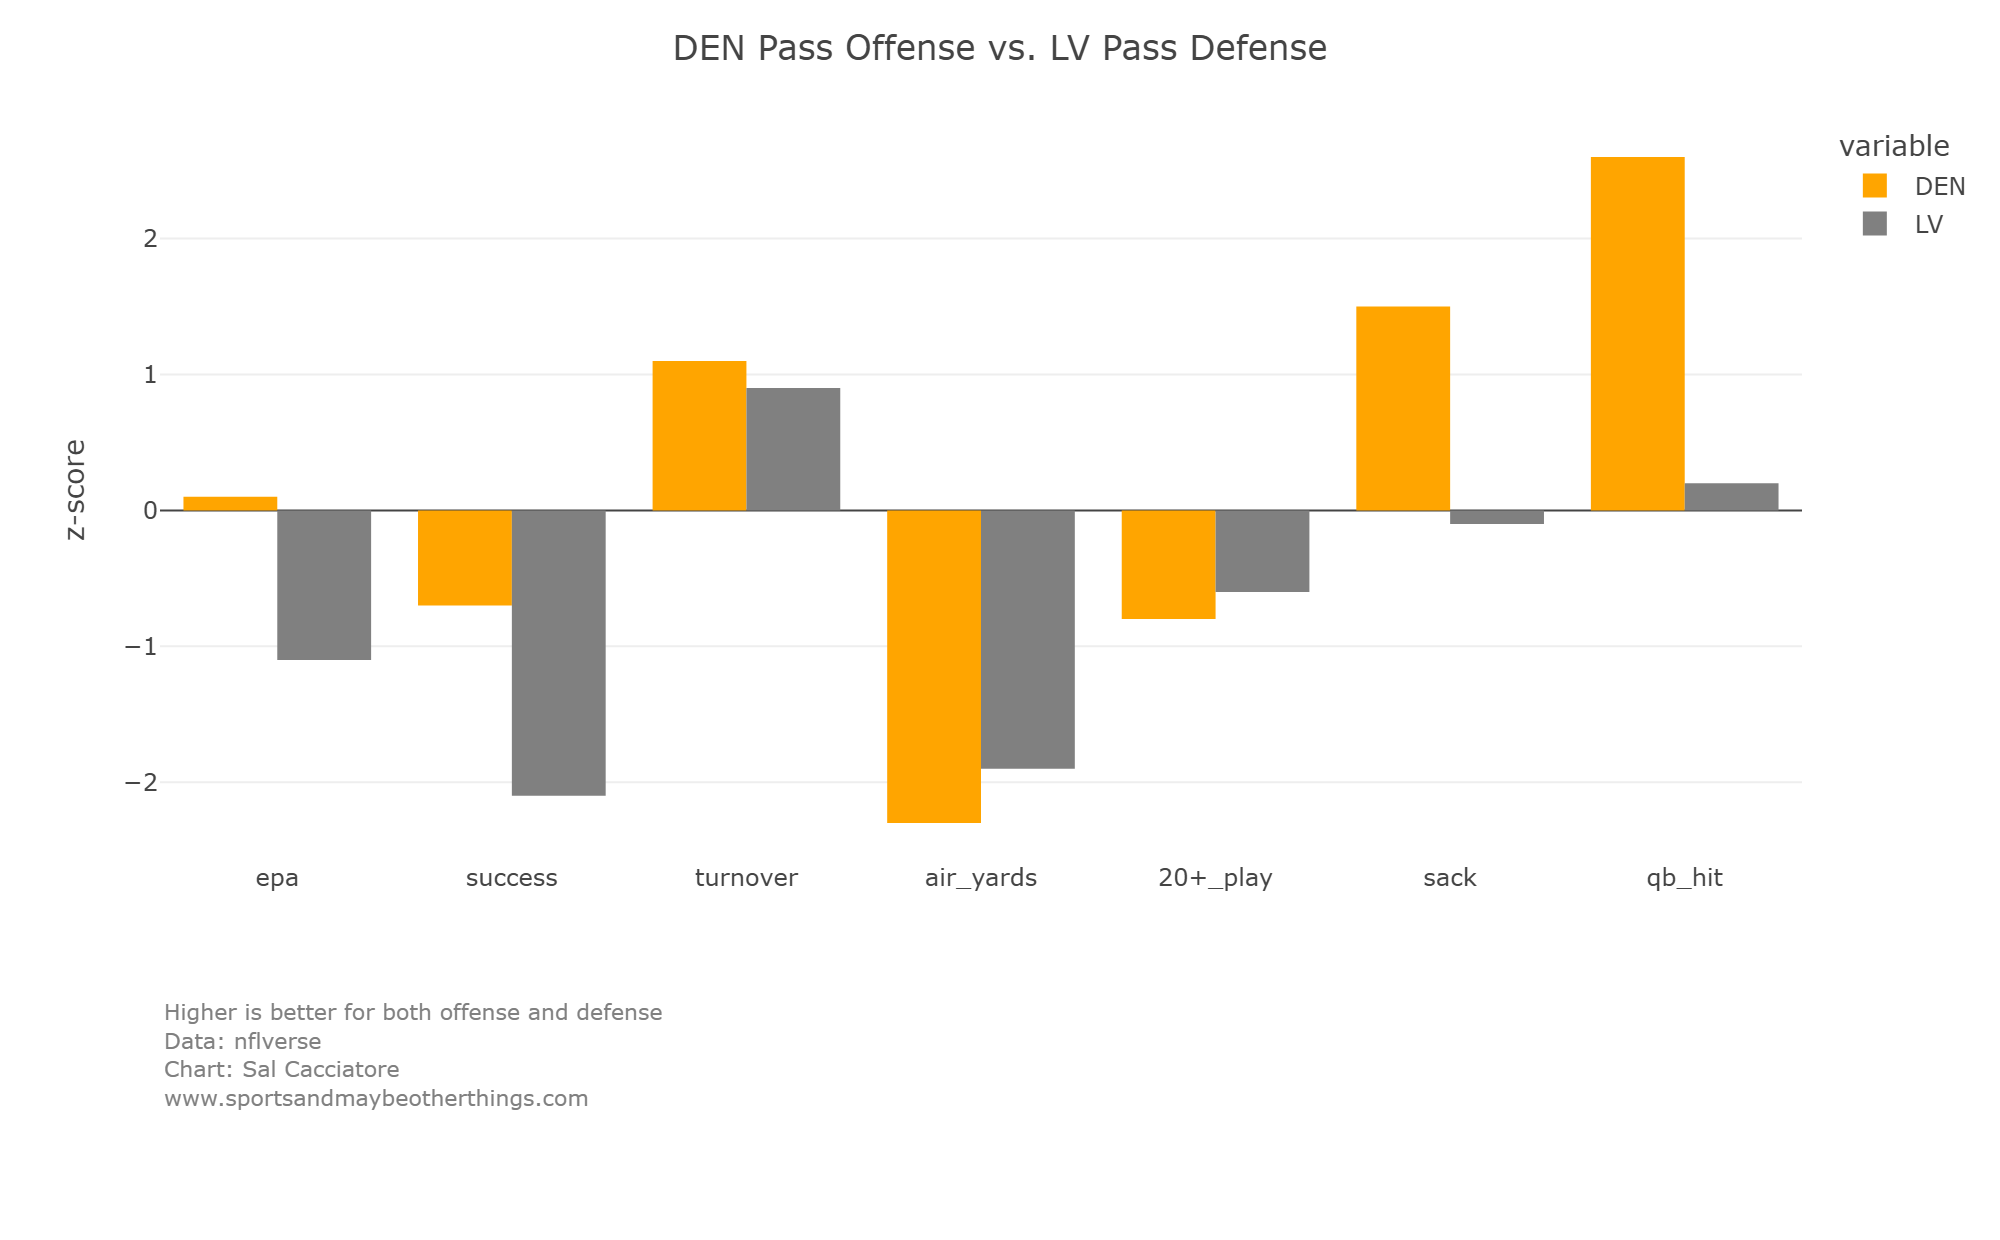 DEN Pass Offense vs. LV Pass Defense
variable
DEN
LV
z-score
2
1
0
−1
−2
epa
success
turnover
air_yards
20+_play
sack
qb_hit
Higher is better for both offense and defense
Data: nflverse
Chart: Sal Cacciatore
www.sportsandmaybeotherthings.com